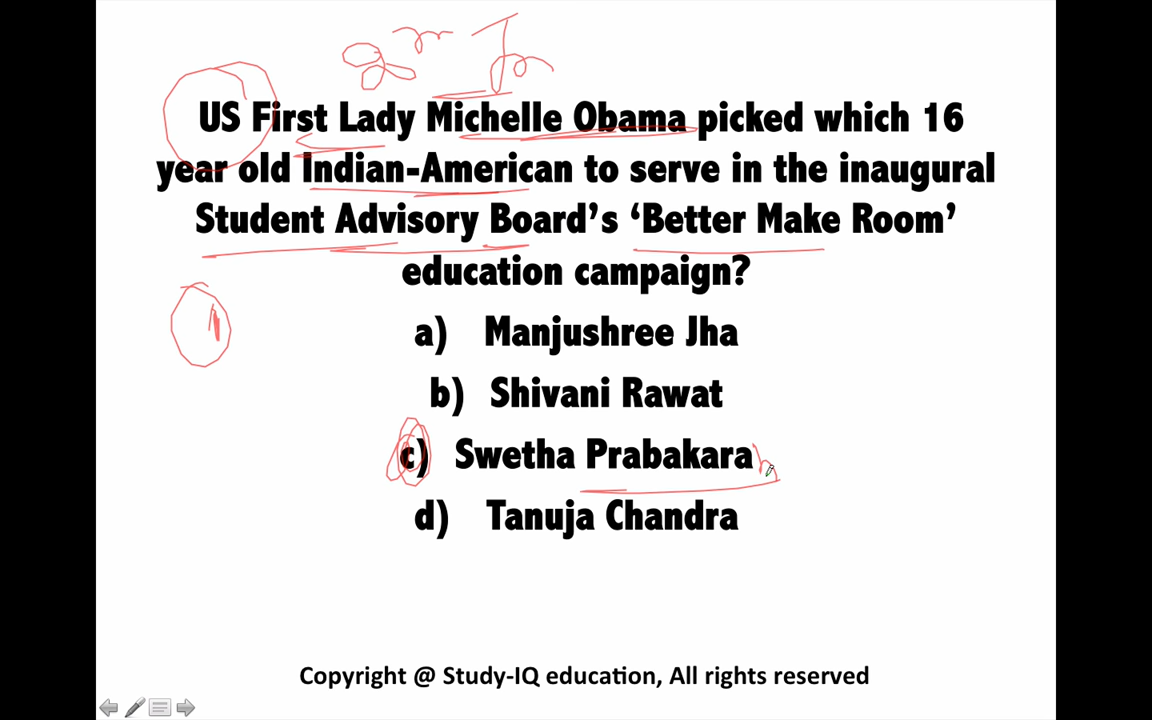 US First Lady Michelle Obama picked which 16
year old Indian-American to serve in the inaugural
Student Advisory Board’s ‘Better Make Room’
education campaign?
a) Manjushree Jha
b) Shivani Rawat
c) Swetha Prabakaran
d) Tanuja Chandra
Copyright @ Study-IQ education, All rights reserved